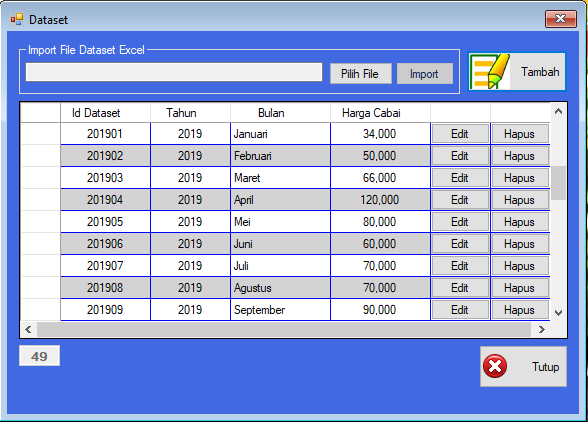 Dataset
Import File Dataset Excel
Pilih File Import Tambah
Id Dataset Tahun Bulan Harga Cabai
201901 2019 Januari 34,000 Edit Hapus
201902 2019 Februari 50,000 Edit Hapus
201903 2019 Maret 66,000 Edit Hapus
201904 2019 April 120,000 Edit Hapus
201905 2019 Mei 80,000 Edit Hapus
201906 2019 Juni 60,000 Edit Hapus
201907 2019 Juli 70,000 Edit Hapus
201908 2019 Agustus 70,000 Edit Hapus
201909 2019 September 90,000 Edit Hapus
49
Tutup